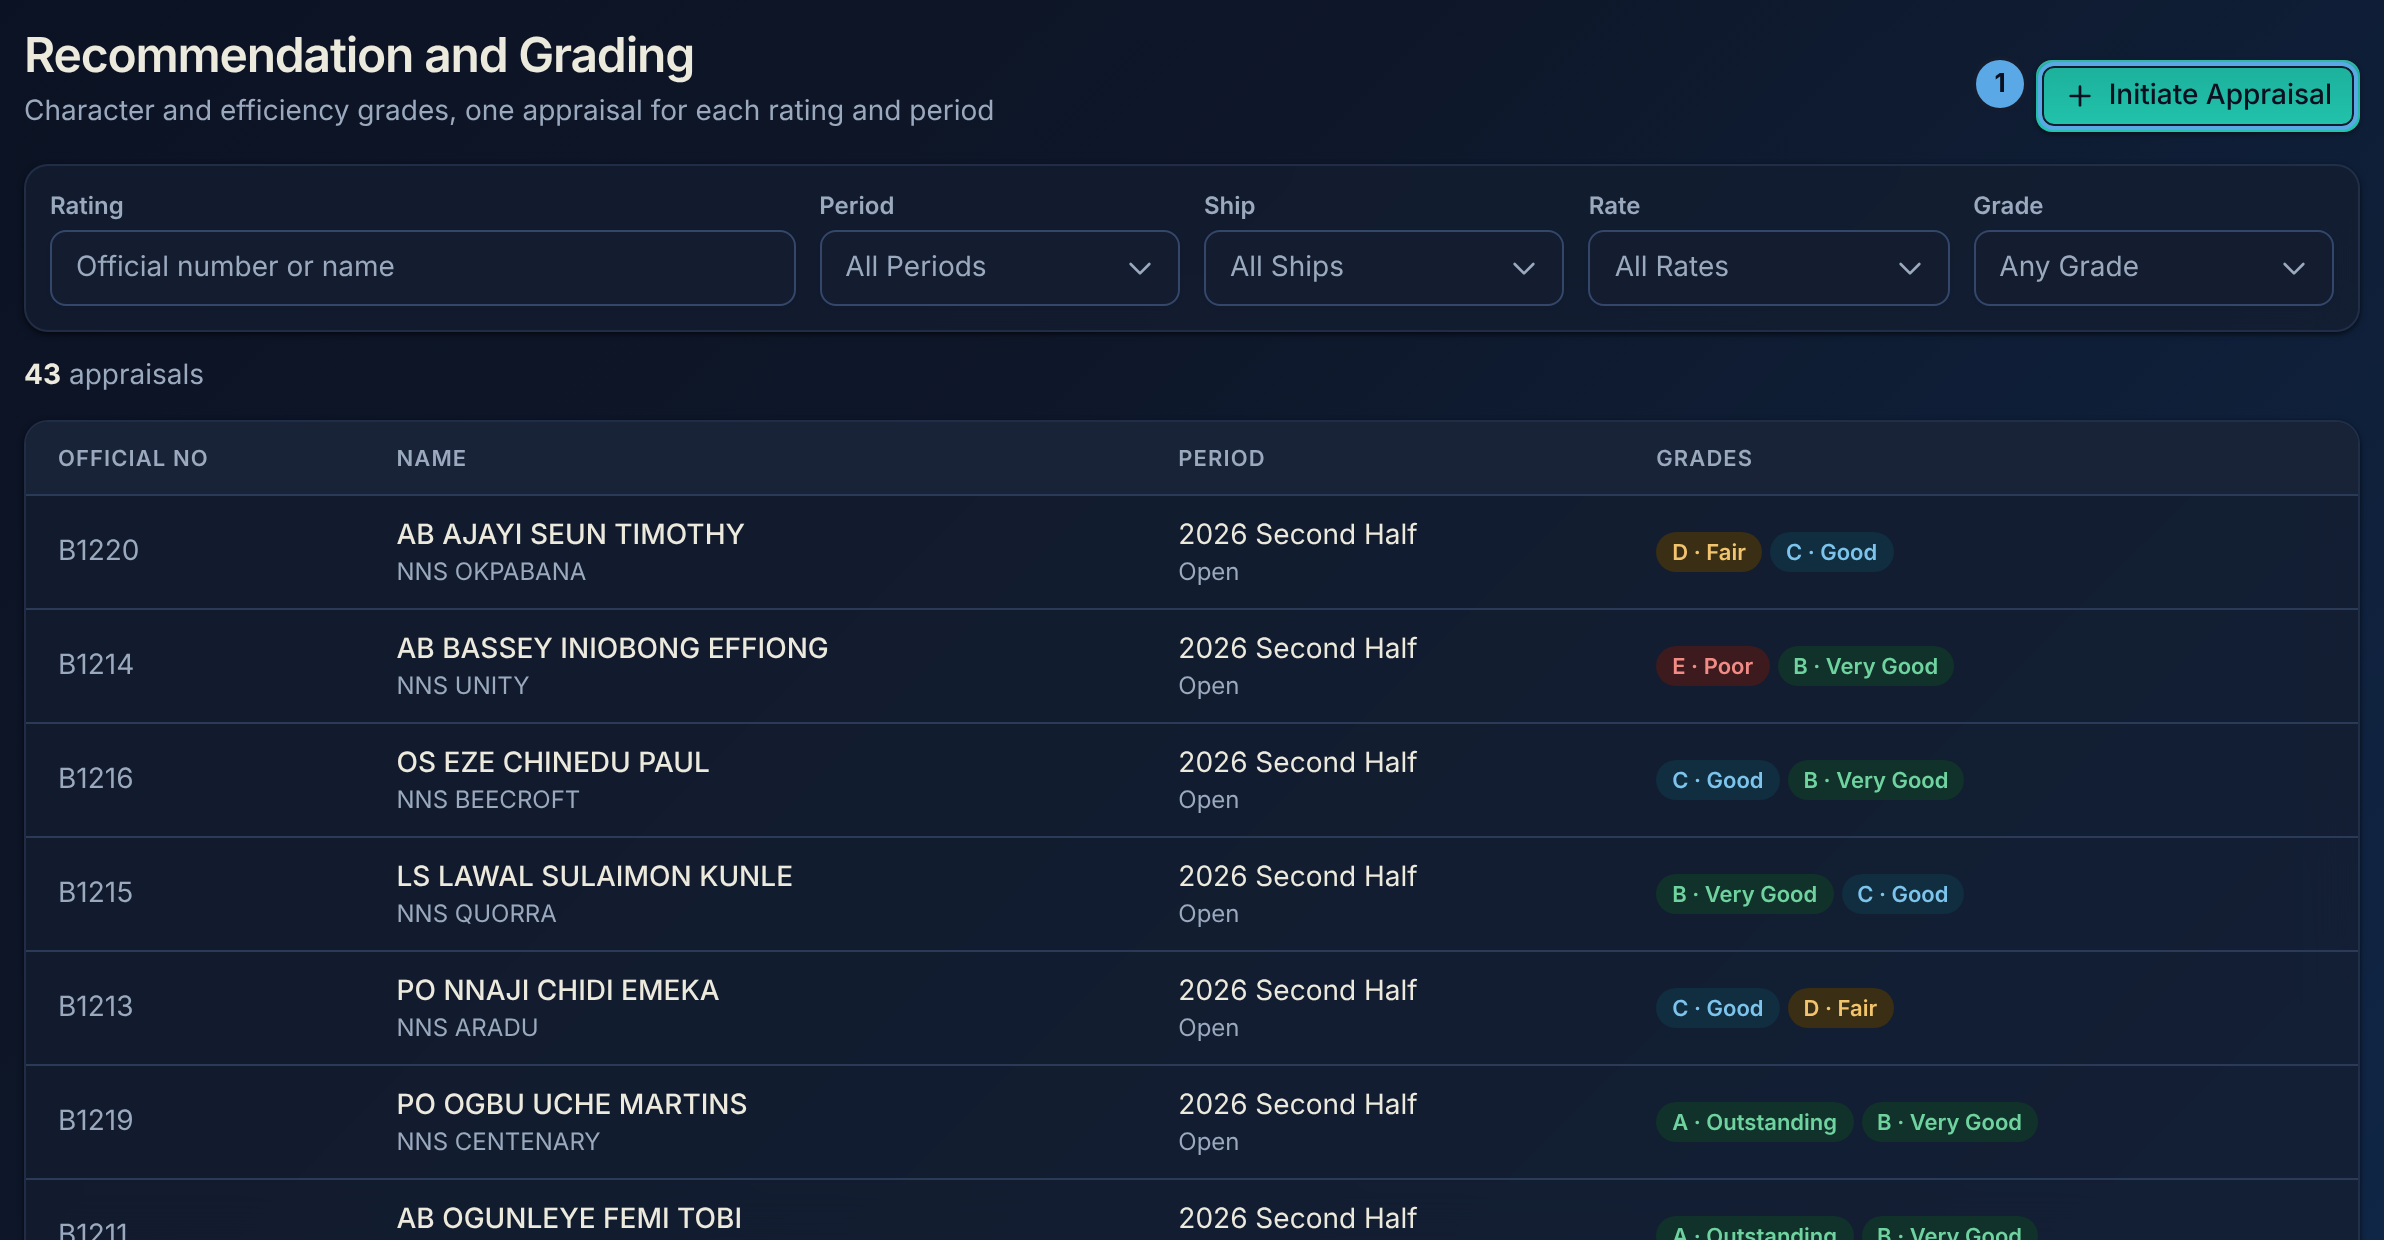 Recommendation and Grading
Character and efficiency grades, one appraisal for each rating and period
1
+ Initiate Appraisal
Rating Period Ship Rate Grade
Official number or name All Periods All Ships All Rates Any Grade
43 appraisals
OFFICIAL NO NAME PERIOD GRADES
B1220 AB AJAYI SEUN TIMOTHY 2026 Second Half D · Fair C · Good
NNS OKPABANA Open
B1214 AB BASSEY INIOBONG EFFIONG 2026 Second Half E · Poor B · Very Good
NNS UNITY Open
B1216 OS EZE CHINEDU PAUL 2026 Second Half C · Good B · Very Good
NNS BEECROFT Open
B1215 LS LAWAL SULAIMON KUNLE 2026 Second Half B · Very Good C · Good
NNS QUORRA Open
B1213 PO NNAJI CHIDI EMEKA 2026 Second Half C · Good D · Fair
NNS ARADU Open
B1219 PO OGBU UCHE MARTINS 2026 Second Half A · Outstanding B · Very Good
NNS CENTENARY Open
B1211 AB OGUNLEYE FEMI TOBI 2026 Second Half A · Outstanding B · Very Good